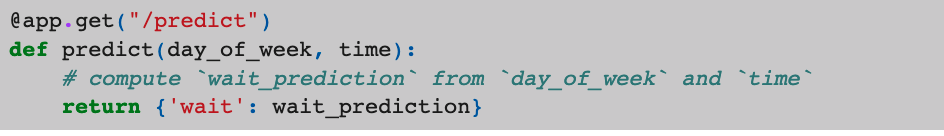 @app.get("/predict")
def predict(day_of_week, time):
    # compute `wait_prediction` from `day_of_week` and `time`
    return {'wait': wait_prediction}